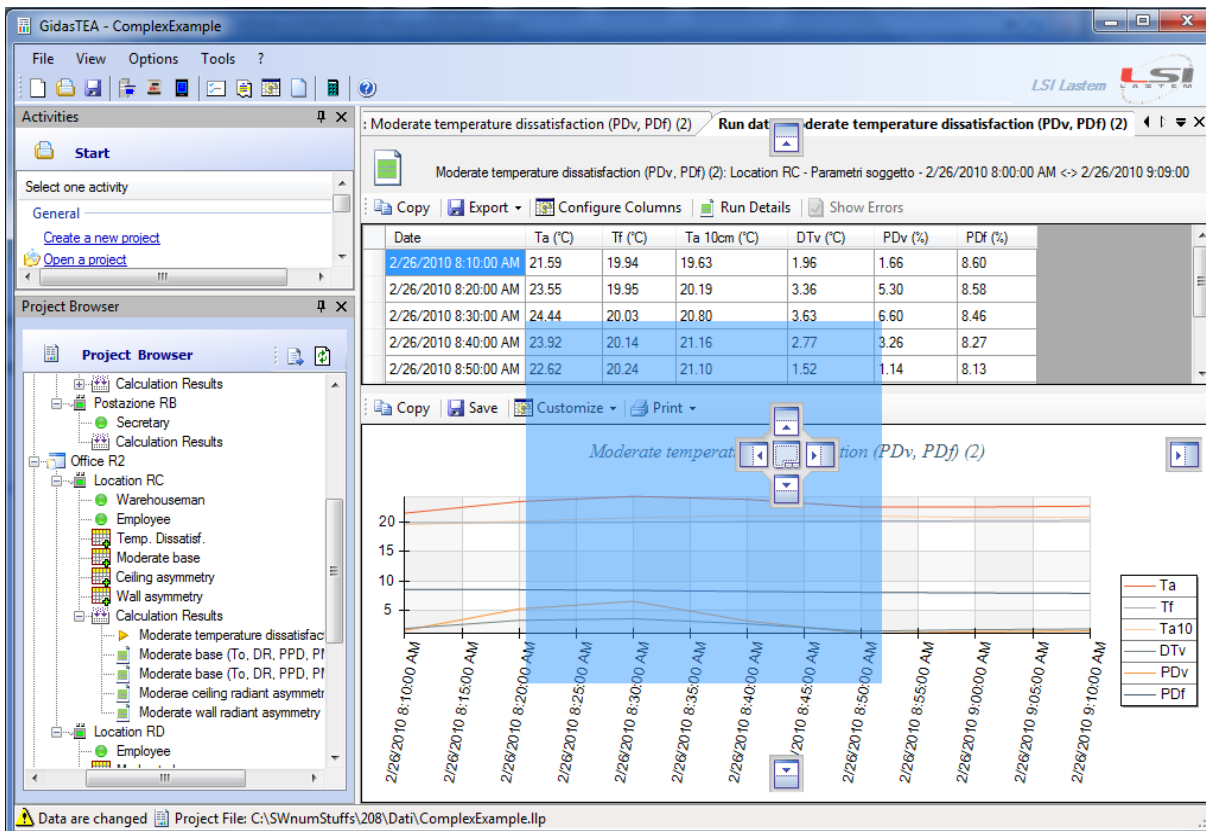 GidasTEA - ComplexExample
File View Options Tools ?
LSI Lastem LSI LASTEM
Activities
Start
Select one activity
General
Create a new project
Open a project
Project Browser
Project Browser
Calculation Results
Postazione RB
Secretary
Calculation Results
Office R2
Location RC
Warehouseman
Employee
Temp. Dissatisf.
Moderate base
Ceiling asymmetry
Wall asymmetry
Calculation Results
Moderate temperature dissatisfac
Moderate base (To, DR, PPD, PM
Moderate base (To, DR, PPD, PM
Moderae ceiling radiant asymmetr
Moderate wall radiant asymmetry
Location RD
Employee
: Moderate temperature dissatisfaction (PDv, PDf) (2) Run dat oderate temperature dissatisfaction (PDv, PDf) (2)
Moderate temperature dissatisfaction (PDv, PDf) (2): Location RC - Parametri soggetto - 2/26/2010 8:00:00 AM <-> 2/26/2010 9:09:00
Copy Export Configure Columns Run Details Show Errors
Date Ta (°C) Tf (°C) Ta 10cm (°C) DTv (°C) PDv (%) PDf (%)
2/26/2010 8:10:00 AM 21.59 19.94 19.63 1.96 1.66 8.60
2/26/2010 8:20:00 AM 23.55 19.95 20.19 3.36 5.30 8.58
2/26/2010 8:30:00 AM 24.44 20.03 20.80 3.63 6.60 8.46
2/26/2010 8:40:00 AM 23.92 20.14 21.16 2.77 3.26 8.27
2/26/2010 8:50:00 AM 22.62 20.24 21.10 1.52 1.14 8.13
Copy Save Customize Print
Moderate temperati tion (PDv, PDf) (2)
20
15
10
5
2/26/2010 8:10:00 AM
2/26/2010 8:15:00 AM
2/26/2010 8:20:00 AM
2/26/2010 8:25:00 AM
2/26/2010 8:30:00 AM
2/26/2010 8:35:00 AM
2/26/2010 8:40:00 AM
2/26/2010 8:45:00 AM
2/26/2010 8:50:00 AM
2/26/2010 8:55:00 AM
2/26/2010 9:00:00 AM
2/26/2010 9:05:00 AM
2/26/2010 9:10:00 AM
Ta
Tf
Ta10
DTv
PDv
PDf
Data are changed Project File: C:\SWnumStuffs\208\Dati\ComplexExample.llp